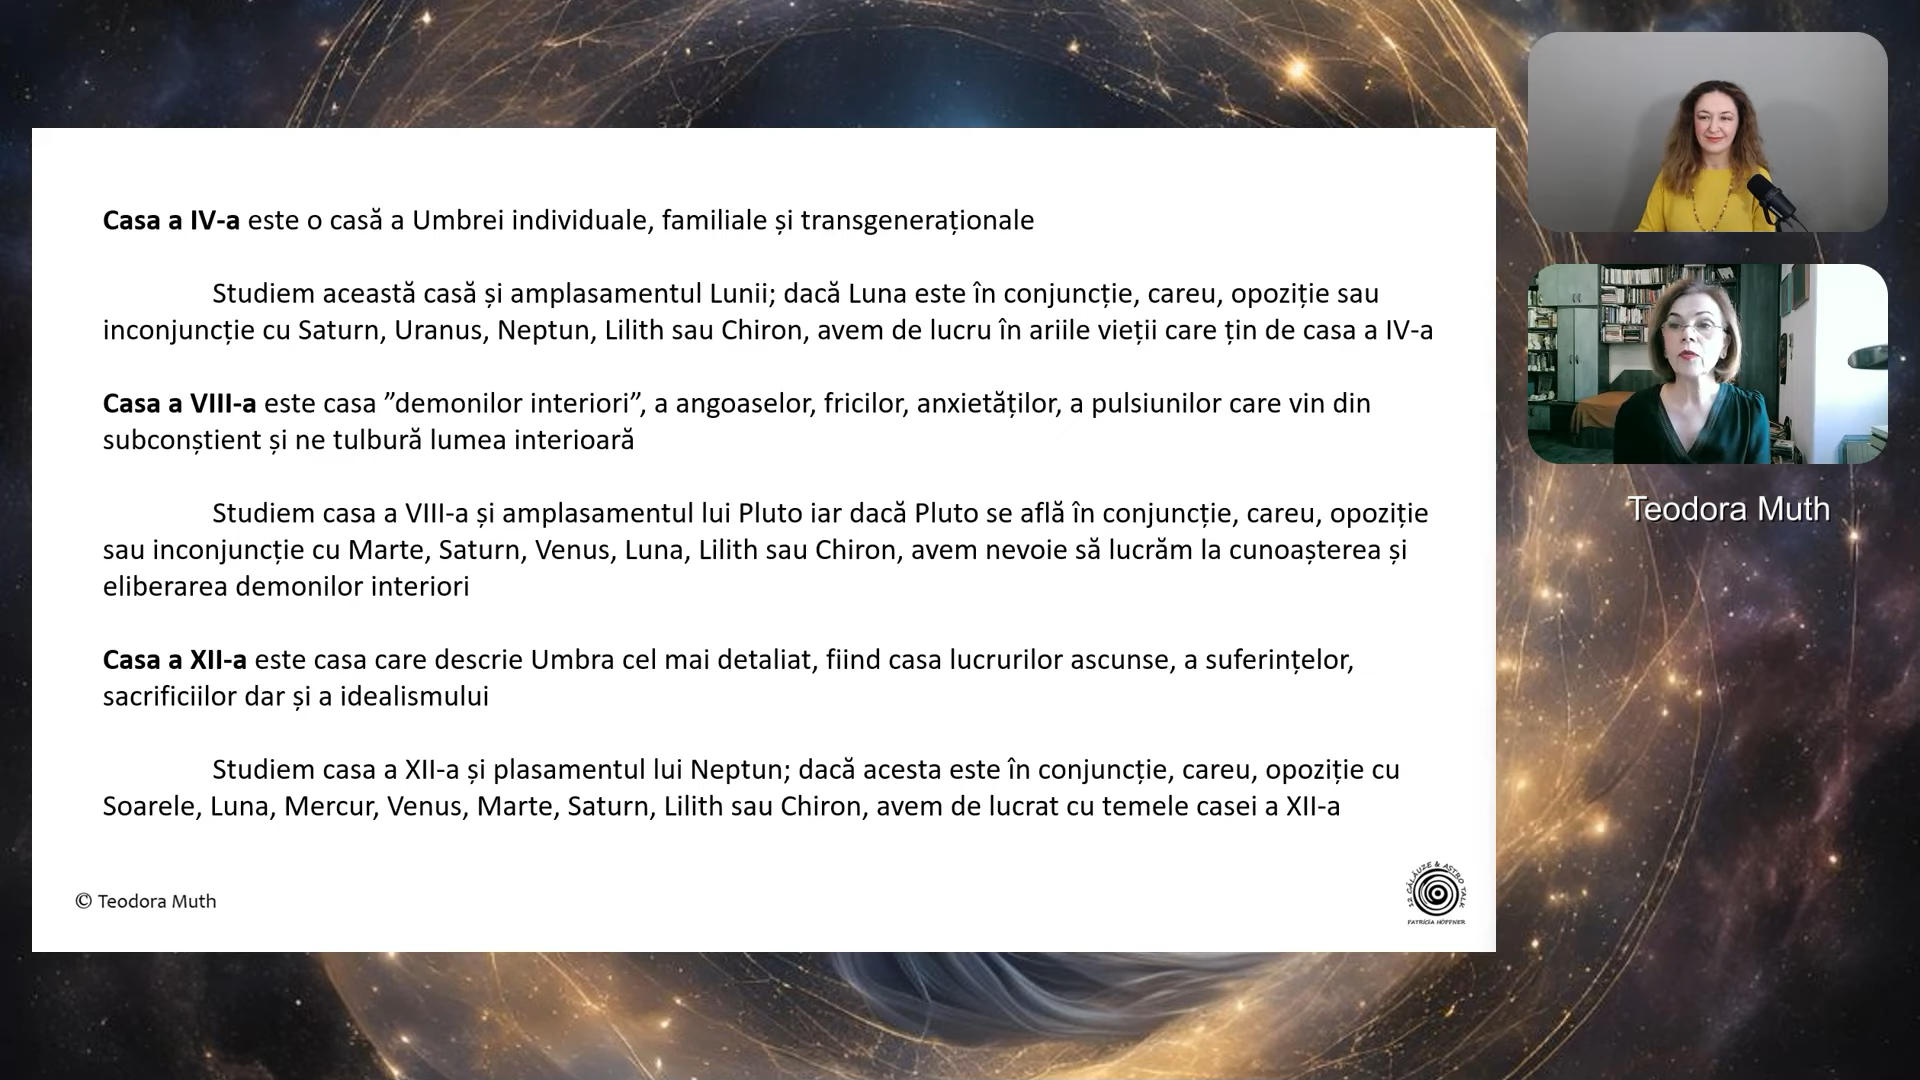 Casa a IV-a este o casă a Umbrei individuale, familiale și transgeneraționale
Studiem această casă și amplasamentul Lunii; dacă Luna este în conjuncție, careu, opoziție sau
inconjuncție cu Saturn, Uranus, Neptun, Lilith sau Chiron, avem de lucru în ariile vieții care țin de casa a IV-a
Casa a VIII-a este casa ”demonilor interiori”, a angoaselor, fricilor, anxietăților, a pulsiunilor care vin din
subconștient și ne tulbură lumea interioară
Studiem casa a VIII-a și amplasamentul lui Pluto iar dacă Pluto se află în conjuncție, careu, opoziție
sau inconjuncție cu Marte, Saturn, Venus, Luna, Lilith sau Chiron, avem nevoie să lucrăm la cunoașterea și
eliberarea demonilor interiori
Casa a XII-a este casa care descrie Umbra cel mai detaliat, fiind casa lucrurilor ascunse, a suferințelor,
sacrificiilor dar și a idealismului
Studiem casa a XII-a și plasamentul lui Neptun; dacă acesta este în conjuncție, careu, opoziție cu
Soarele, Luna, Mercur, Venus, Marte, Saturn, Lilith sau Chiron, avem de lucrat cu temele casei a XII-a
© Teodora Muth
12 CĂLĂUZE & ASTRO TALK
PATRICIA HÖPFNER
Teodora Muth